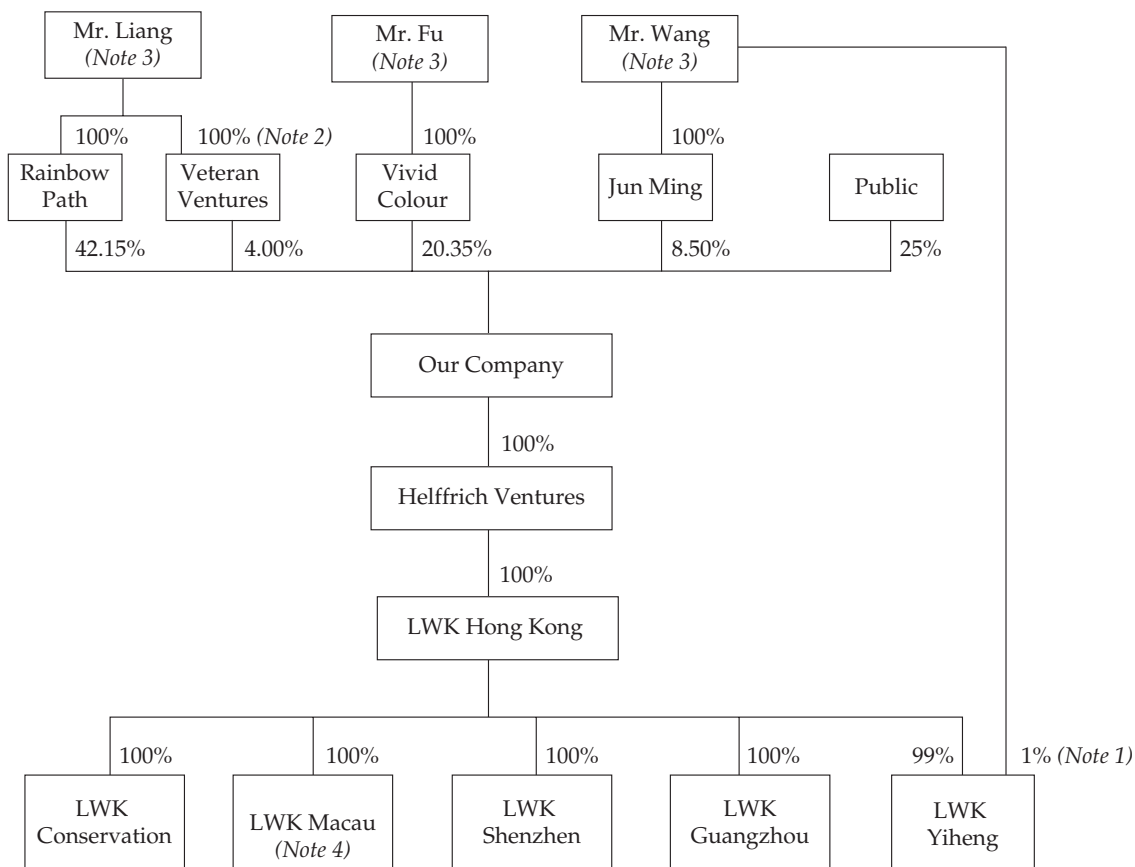 Mr. Liang
(Note 3)
Mr. Fu
(Note 3)
Mr. Wang
(Note 3)
100%
100% (Note 2)
100%
100%
Rainbow
Path
Veteran
Ventures
Vivid
Colour
Jun Ming
Public
42.15%
4.00%
20.35%
8.50%
25%
Our Company
100%
Helffrich Ventures
100%
LWK Hong Kong
100%
100%
100%
100%
99%
1% (Note 1)
LWK
Conservation
LWK Macau
(Note 4)
LWK
Shenzhen
LWK
Guangzhou
LWK
Yiheng